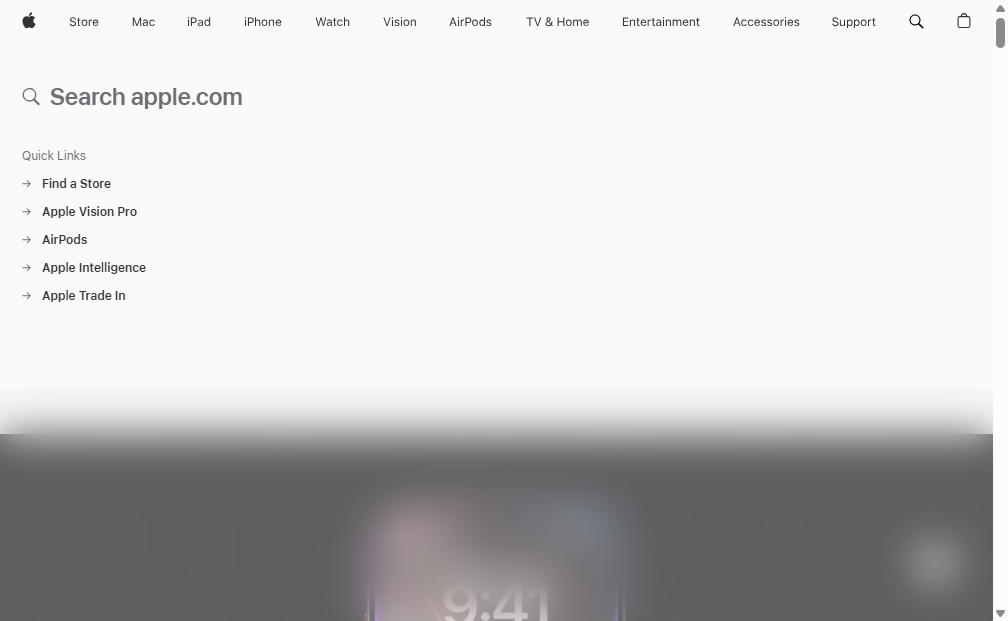 Store Mac iPad iPhone Watch Vision AirPods TV & Home Entertainment Accessories Support
Search apple.com
Quick Links
Find a Store
Apple Vision Pro
AirPods
Apple Intelligence
Apple Trade In
9:41